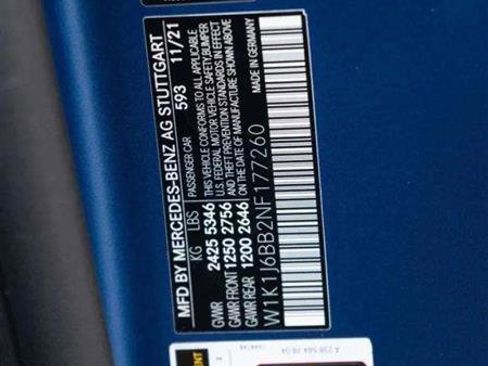 MFD BY MERCEDES-BENZ AG STUTTGART
593 11/21
KG LBS
GVWR 2425 5346
GAWR FRONT 1250 2756
GAWR REAR 1200 2646
PASSENGER CAR
THIS VEHICLE CONFORMS TO ALL APPLICABLE
U.S. FEDERAL MOTOR VEHICLE SAFETY,BUMPER
AND THEFT PREVENTION STANDARDS IN EFFECT
ON THE DATE OF MANUFACTURE SHOWN ABOVE
W1K1J6BB2NF177260
MADE IN GERMANY